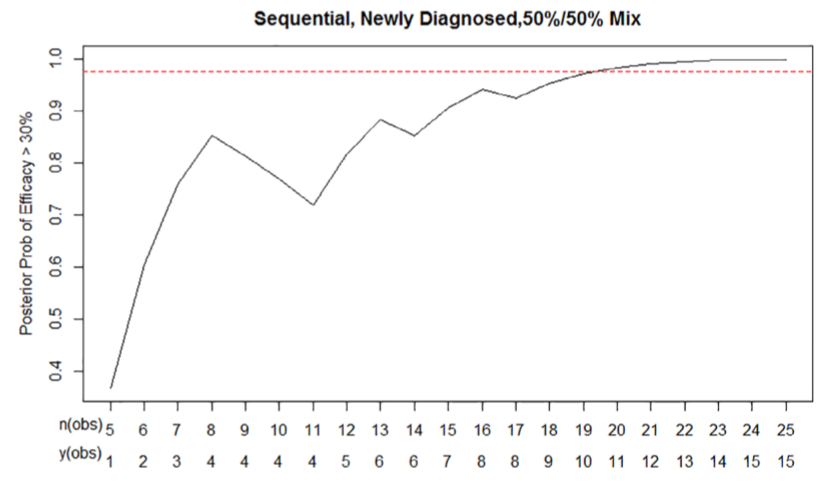 Sequential, Newly Diagnosed,50%/50% Mix
Posterior Prob of Efficacy > 30%
1.0
0.9
0.8
0.7
0.6
0.5
0.4
n(obs) 5 6 7 8 9 10 11 12 13 14 15 16 17 18 19 20 21 22 23 24 25
y(obs) 1 2 3 4 4 4 4 5 6 6 7 8 8 9 10 11 12 13 14 15 15